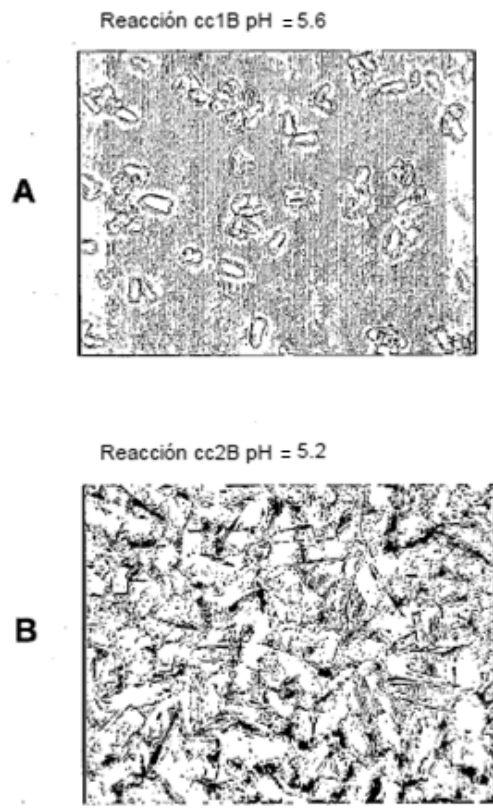 Reacción cc1B pH = 5.6
A
Reacción cc2B pH = 5.2
B